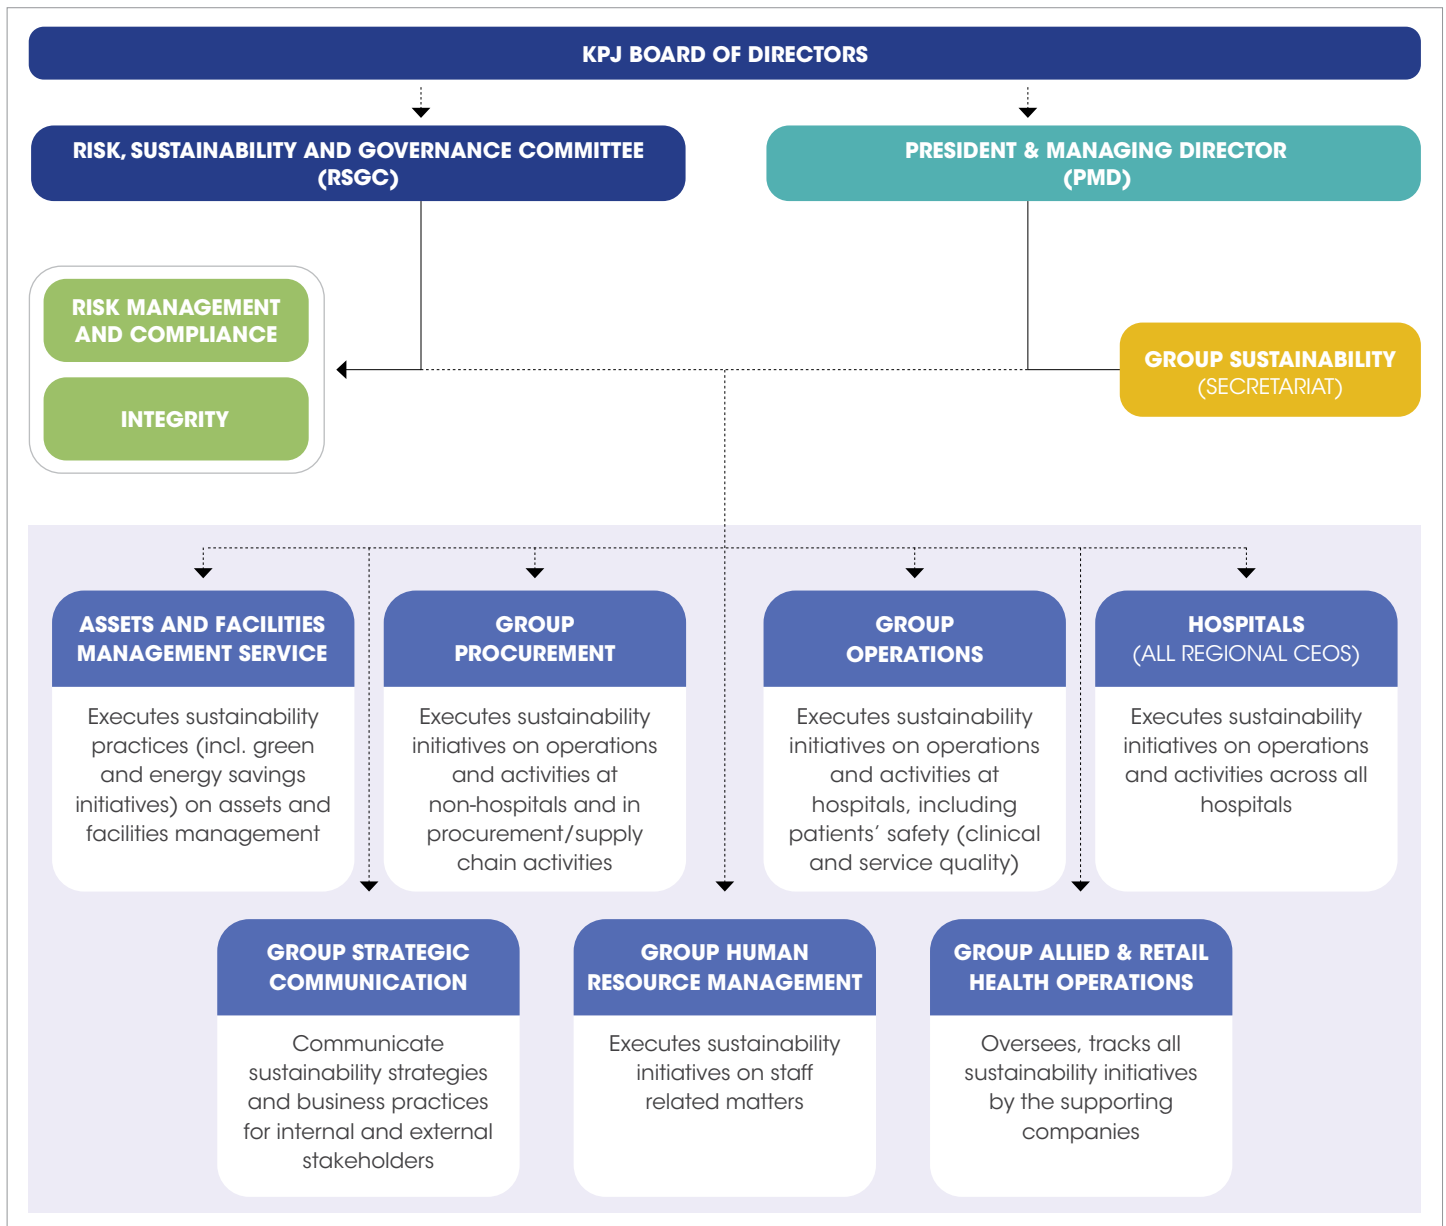 KPJ BOARD OF DIRECTORS
RISK, SUSTAINABILITY AND GOVERNANCE COMMITTEE
(RSGC)
PRESIDENT & MANAGING DIRECTOR
(PMD)
RISK MANAGEMENT
AND COMPLIANCE
INTEGRITY
GROUP SUSTAINABILITY
(SECRETARIAT)
ASSETS AND FACILITIES
MANAGEMENT SERVICE
Executes sustainability
practices (incl. green
and energy savings
initiatives) on assets and
facilities management
GROUP
PROCUREMENT
Executes sustainability
initiatives on operations
and activities at
non-hospitals and in
procurement/supply
chain activities
GROUP
OPERATIONS
Executes sustainability
initiatives on operations
and activities at
hospitals, including
patients’ safety (clinical
and service quality)
HOSPITALS
(ALL REGIONAL CEOS)
Executes sustainability
initiatives on operations
and activities across all
hospitals
GROUP STRATEGIC
COMMUNICATION
Communicate
sustainability strategies
and business practices
for internal and external
stakeholders
GROUP HUMAN
RESOURCE MANAGEMENT
Executes sustainability
initiatives on staff
related matters
GROUP ALLIED & RETAIL
HEALTH OPERATIONS
Oversees, tracks all
sustainability initiatives
by the supporting
companies